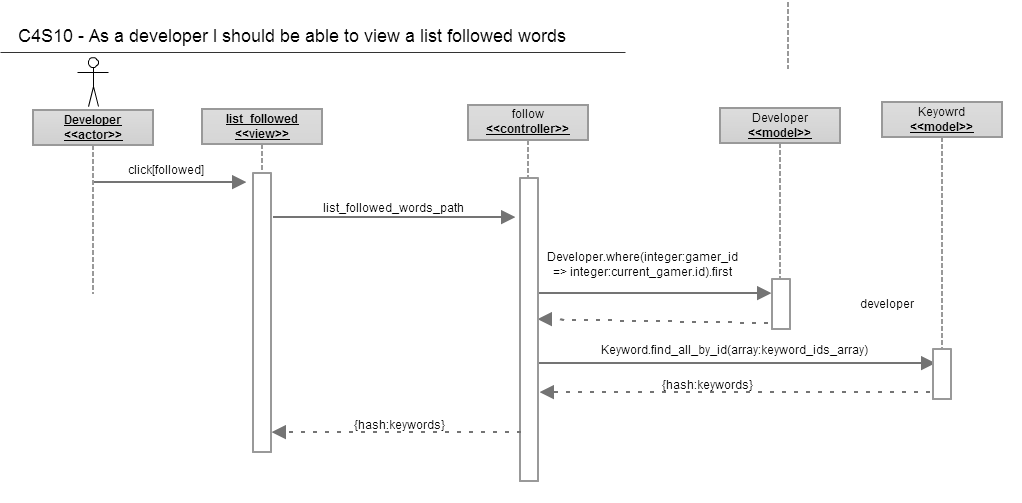 C4S10 - As a developer I should be able to view a list followed words
Developer
<<actor>>
list_followed
<<view>>
follow
<<controller>>
Developer
<<model>>
Keyowrd
<<model>>
click[followed]
list_followed_words_path
Developer.where(integer:gamer_id
=> integer:current_gamer.id).first
developer
Keyword.find_all_by_id(array:keyword_ids_array)
{hash:keywords}
{hash:keywords}